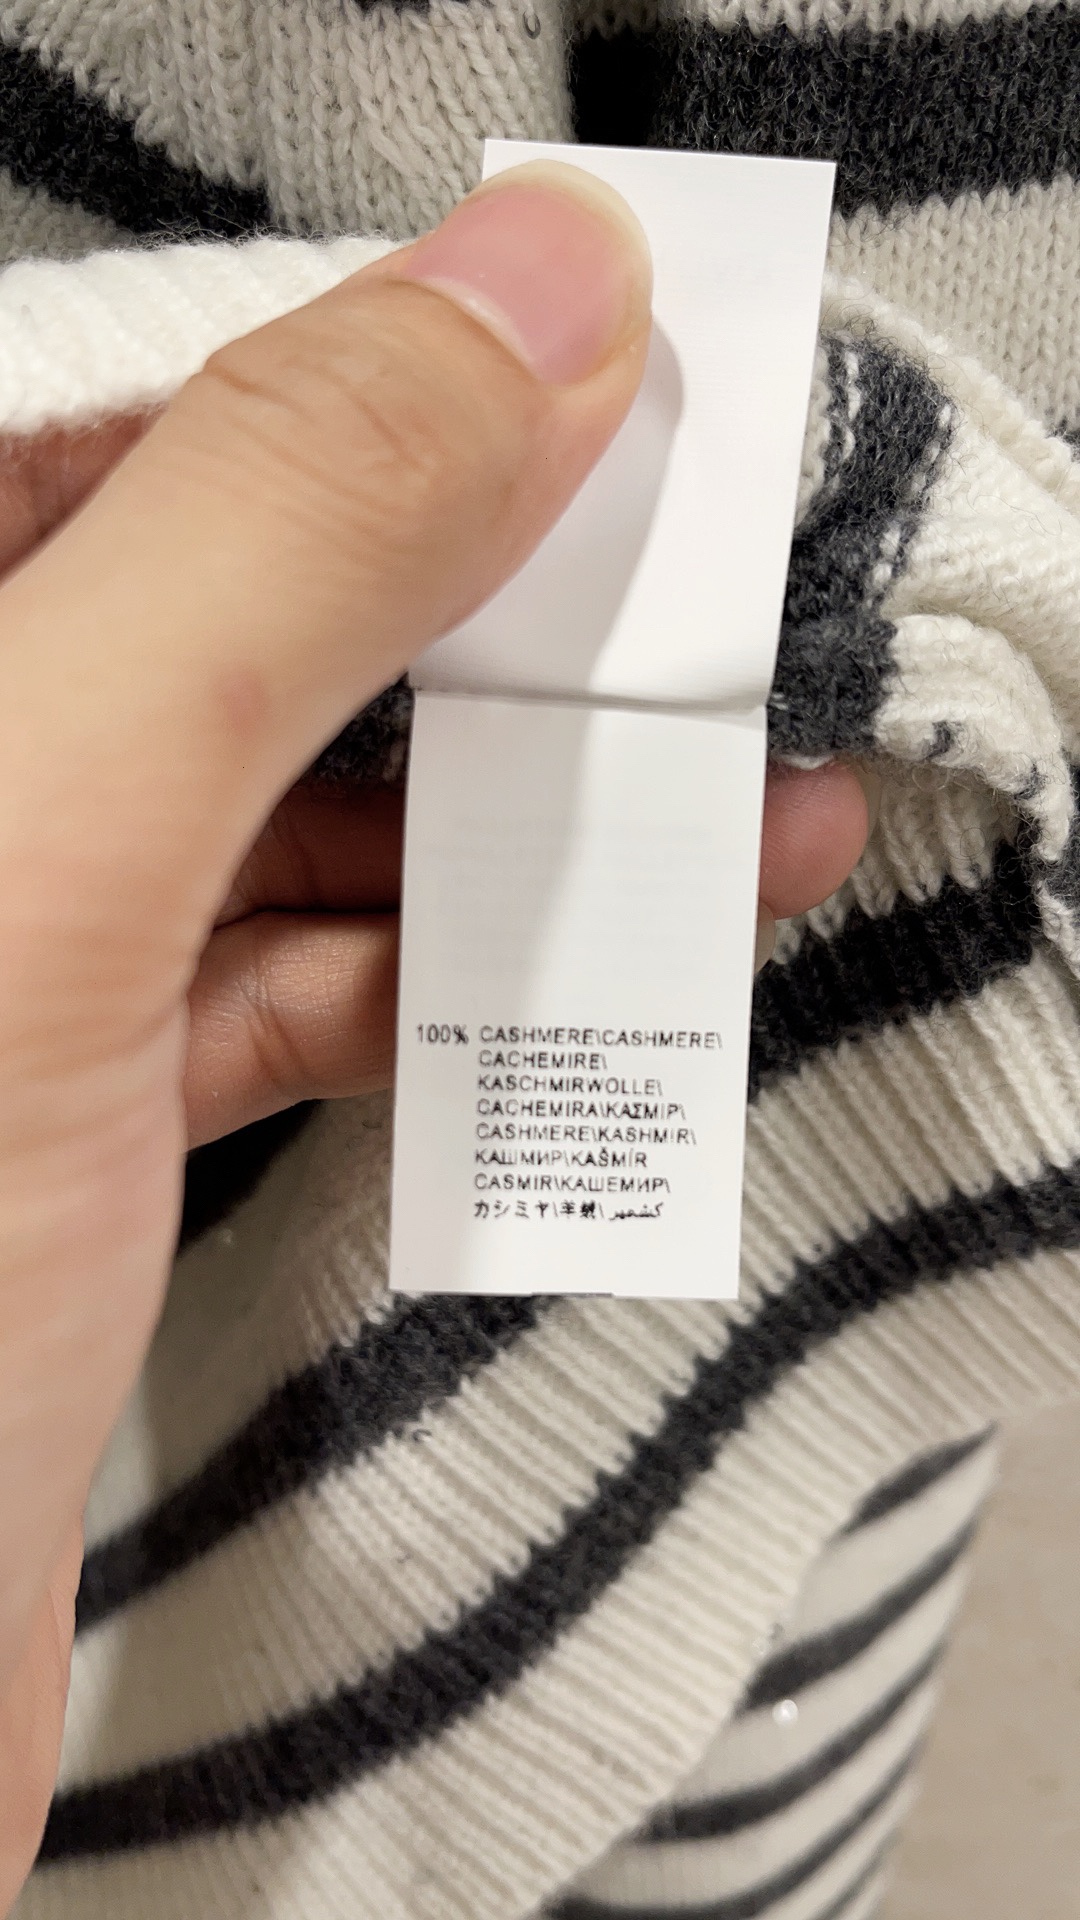 100% CASHMERE\CASHMERE\
CACHEMIRE\
KASCHMIRWOLLE\
CACHEMIRA\ΚΑΣΜΙΡ\
CASHMERE\KASHMIR\
КАШМИР\KAŠMÍR
CASMIR\КАШЕМИР\
カシミヤ\羊絨\كشمير